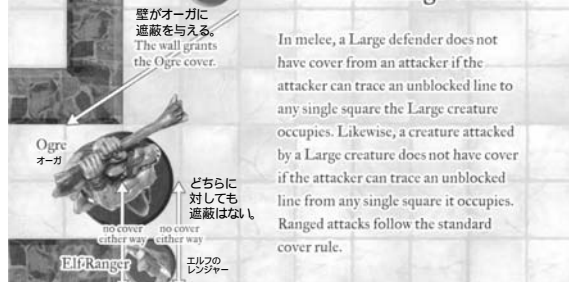 壁がオーガに
遮蔽を与える。
The wall grants
the Ogre cover.
Ogre
オーガ
どちらに
対しても
遮蔽はない。
no cover
either way
no cover
either way
Elf Ranger
エルフの
レンジャー
In melee, a Large defender does not
have cover from an attacker if the
attacker can trace an unblocked line to
any single square the Large creature
occupies. Likewise, a creature attacked
by a Large creature does not have cover
if the attacker can trace an unblocked
line from any single square it occupies.
Ranged attacks follow the standard
cover rule.